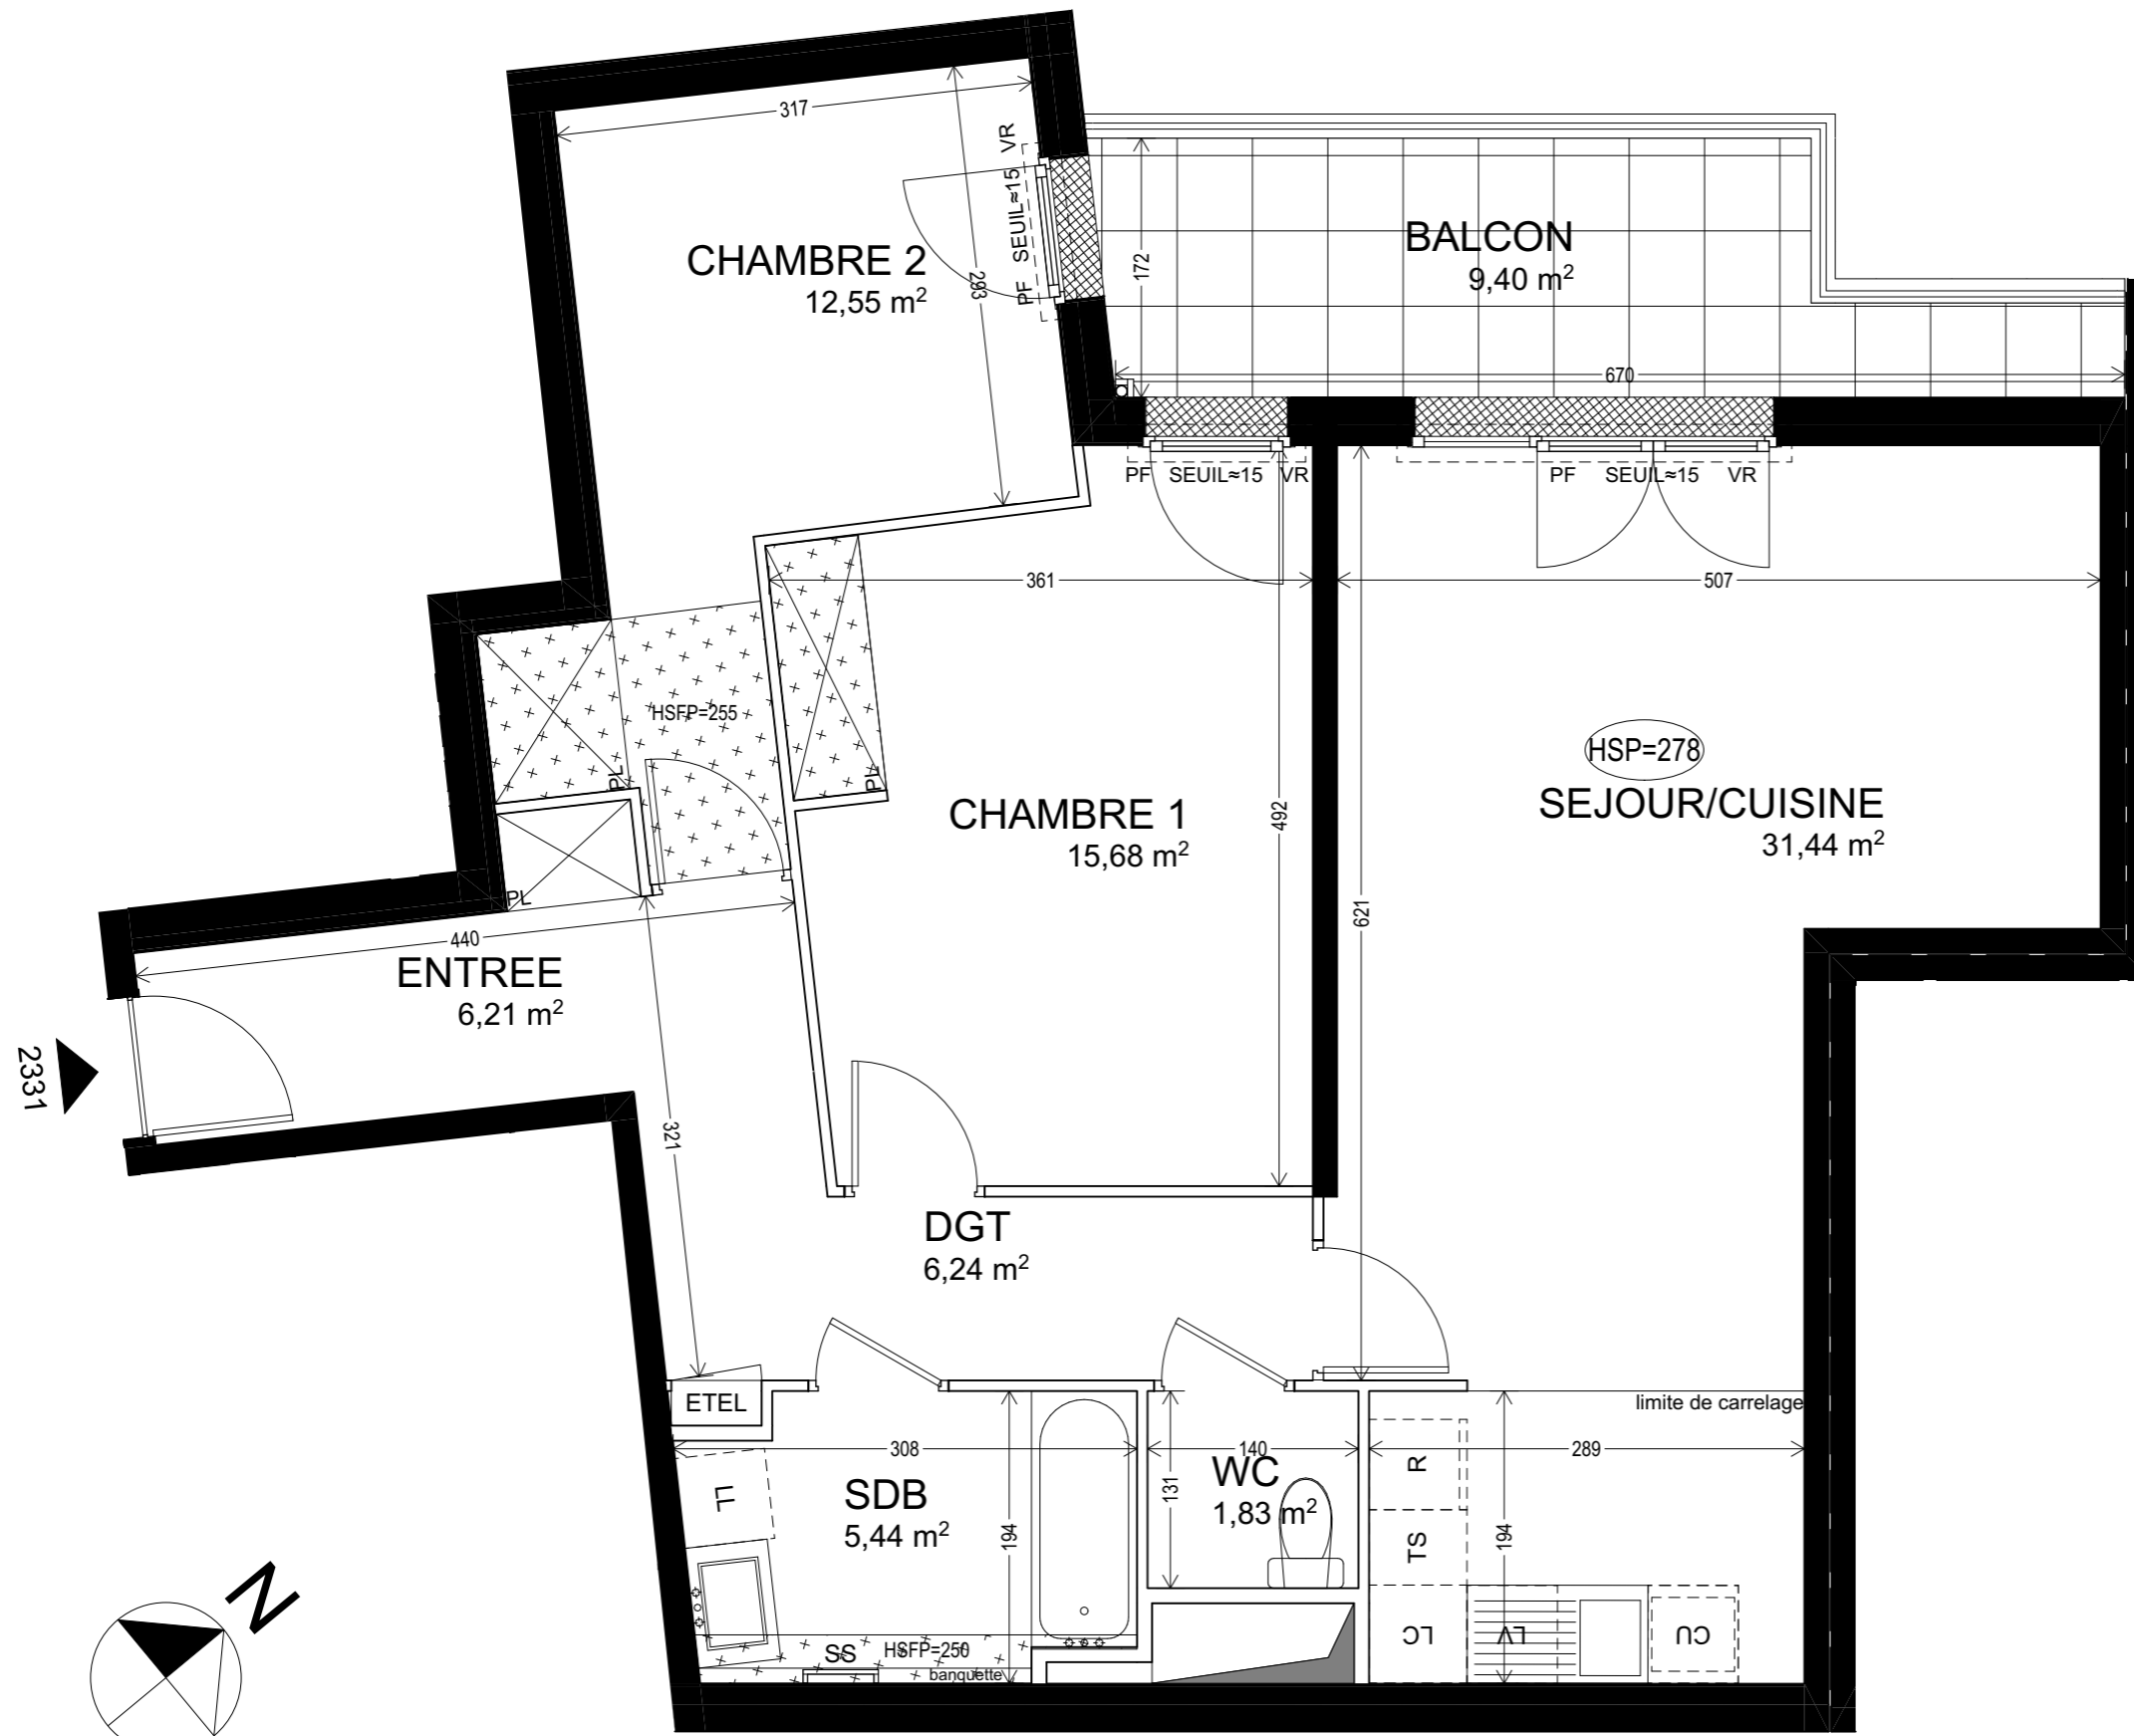 317
VR
SEUIL≈15
PF
293
CHAMBRE 2
12,55 m²
BALCON
9,40 m²
172
670
PF SEUIL≈15 VR
PF SEUIL≈15 VR
361
507
HSFP=255
PL
PL
HSP=278
SEJOUR/CUISINE
31,44 m²
CHAMBRE 1
15,68 m²
492
621
PL
440
ENTREE
6,21 m²
2331
321
DGT
6,24 m²
ETEL
limite de carrelage
308
140
289
LL
SDB
5,44 m²
194
131
WC
1,83 m²
R
TS
194
LC
LV
CU
SS
HSFP=250
banquette
N